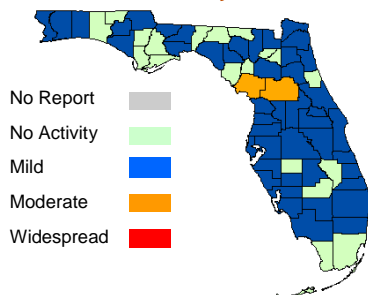 No Report
No Activity
Mild
Moderate
Widespread